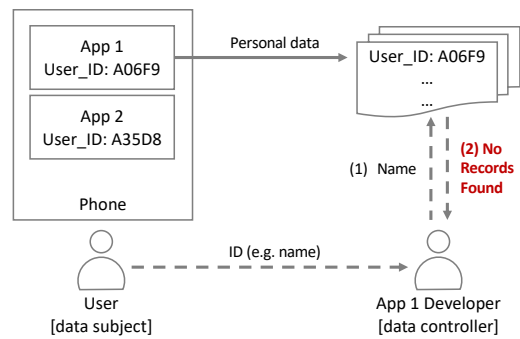 App 1
User_ID: A06F9
Personal data
User_ID: A06F9
...
...
App 2
User_ID: A35D8
Phone
(1) Name
(2) No
Records
Found
ID (e.g. name)
User
[data subject]
App 1 Developer
[data controller]